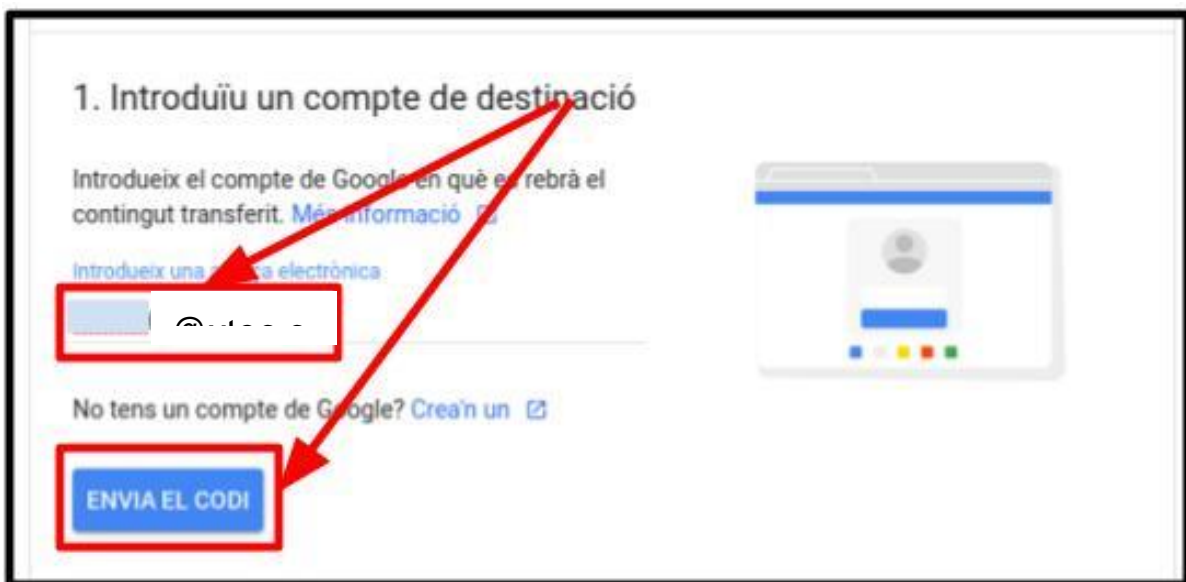 1. Introduïu un compte de destinació
Introdueix el compte de Google en què es rebrà el
contingut transferit. Més informació
Introdueix una adreça electrònica
No tens un compte de Google? Crea'n un
ENVIA EL CODI